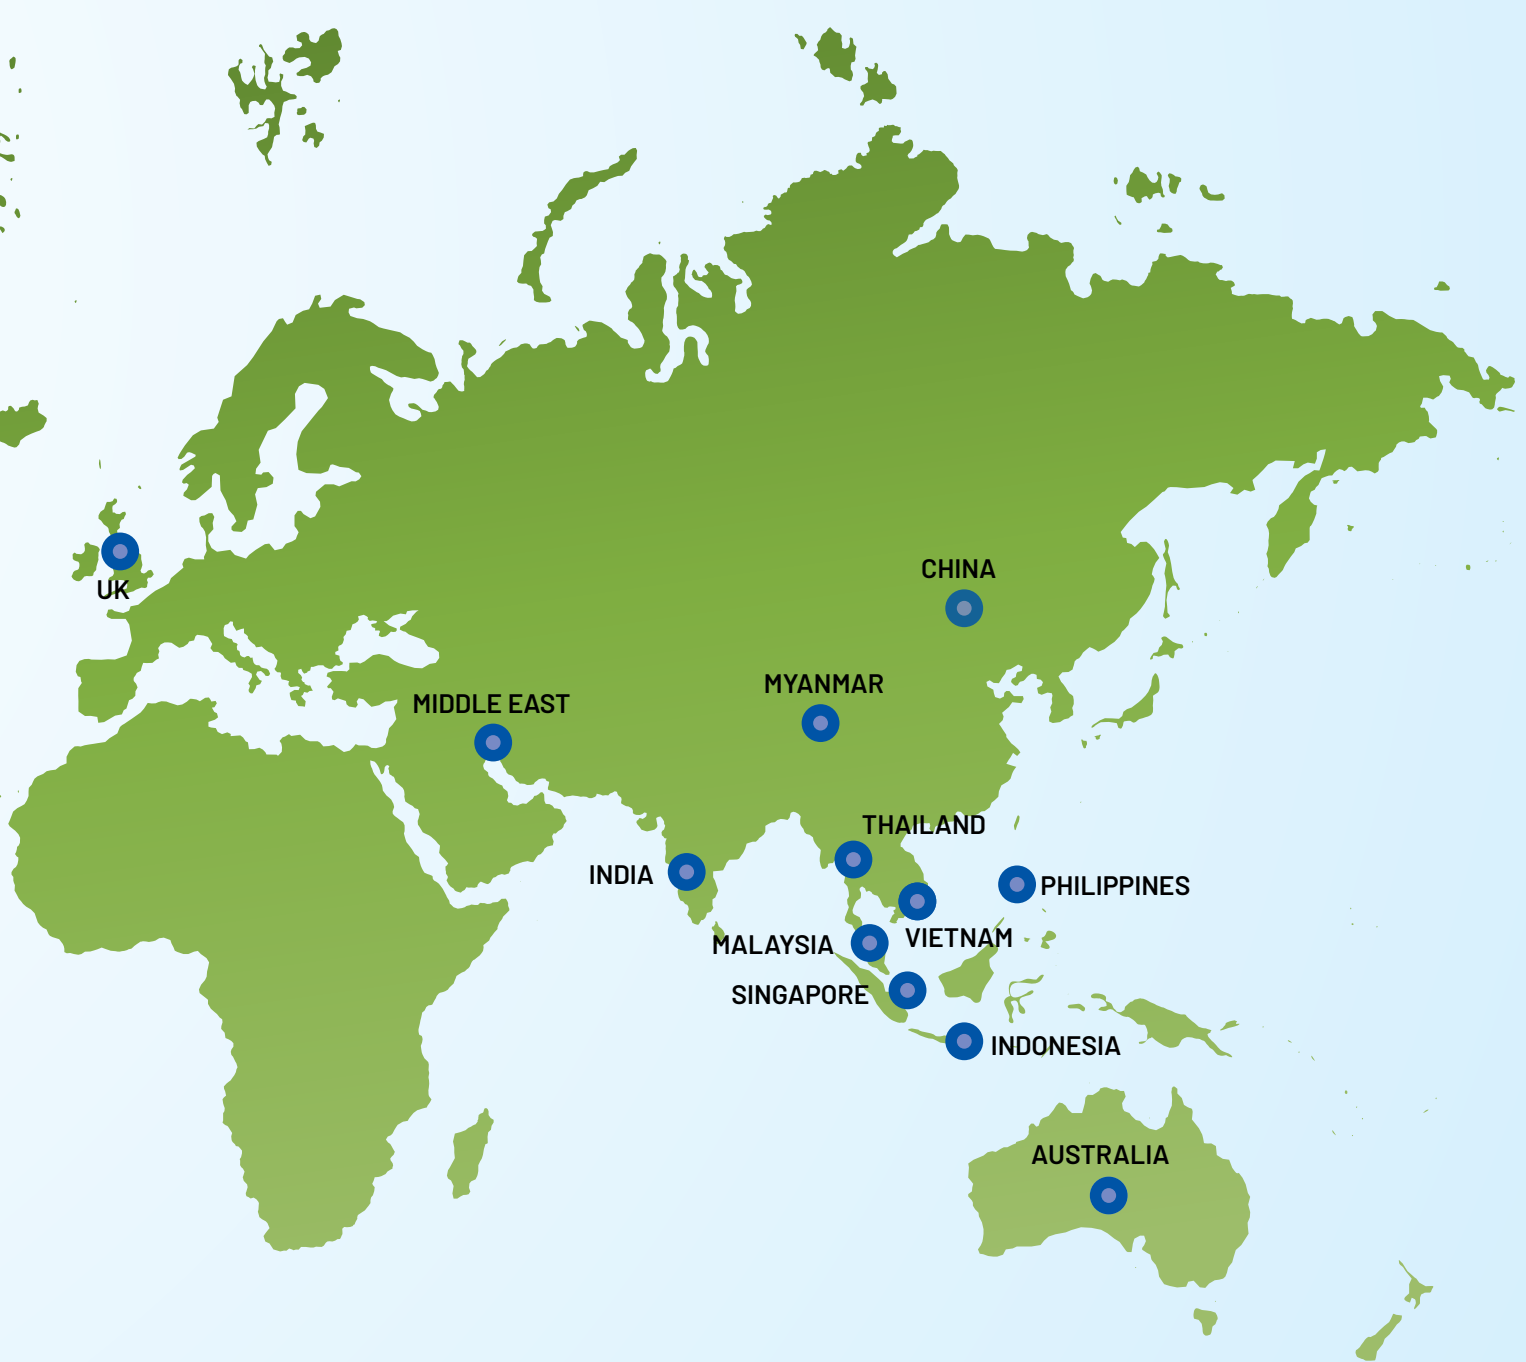 CHINA
UK
MYANMAR
MIDDLE EAST
THAILAND
INDIA
PHILIPPINES
VIETNAM
MALAYSIA
SINGAPORE
INDONESIA
AUSTRALIA